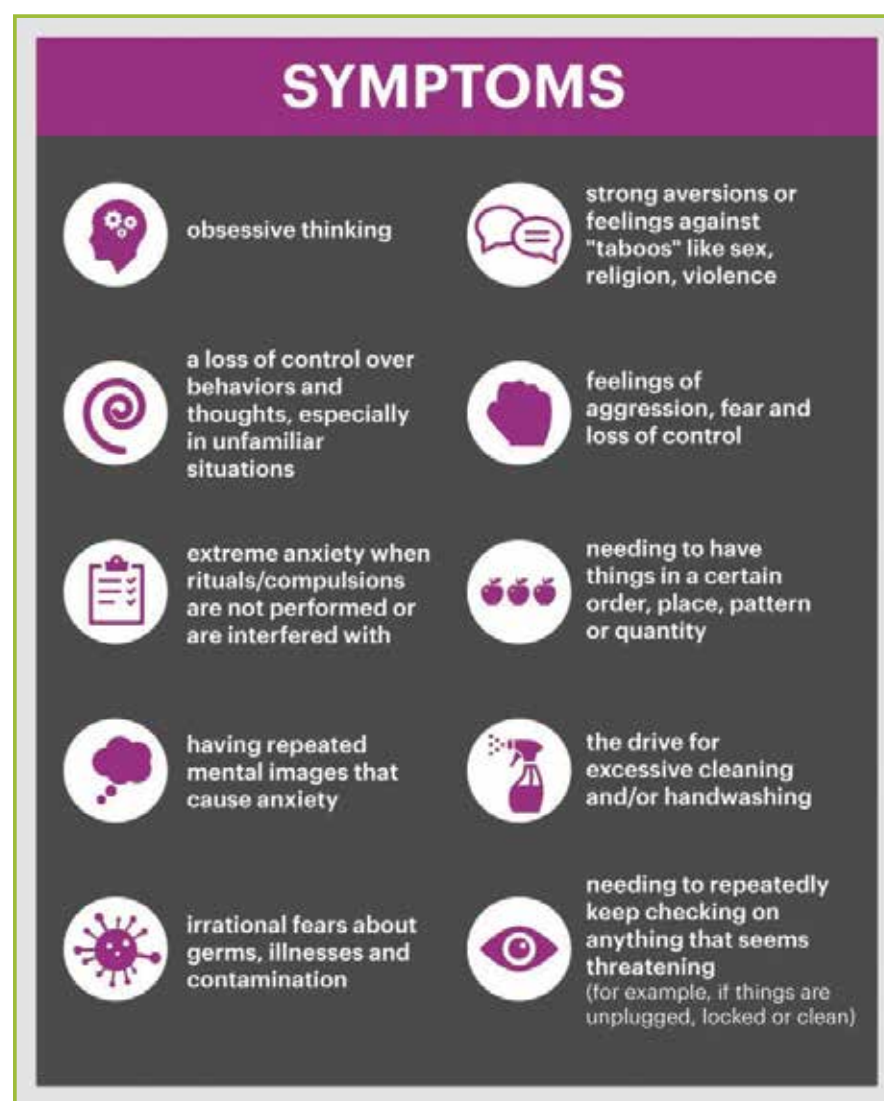 SYMPTOMS
obsessive thinking
strong aversions or
feelings against
"taboos" like sex,
religion, violence
a loss of control over
behaviors and
thoughts, especially
in unfamiliar
situations
feelings of
aggression, fear and
loss of control
extreme anxiety when
rituals/compulsions
are not performed or
are interfered with
needing to have
things in a certain
order, place, pattern
or quantity
having repeated
mental images that
cause anxiety
the drive for
excessive cleaning
and/or handwashing
irrational fears about
germs, illnesses and
contamination
needing to repeatedly
keep checking on
anything that seems
threatening
(for example, if things are
unplugged, locked or clean)